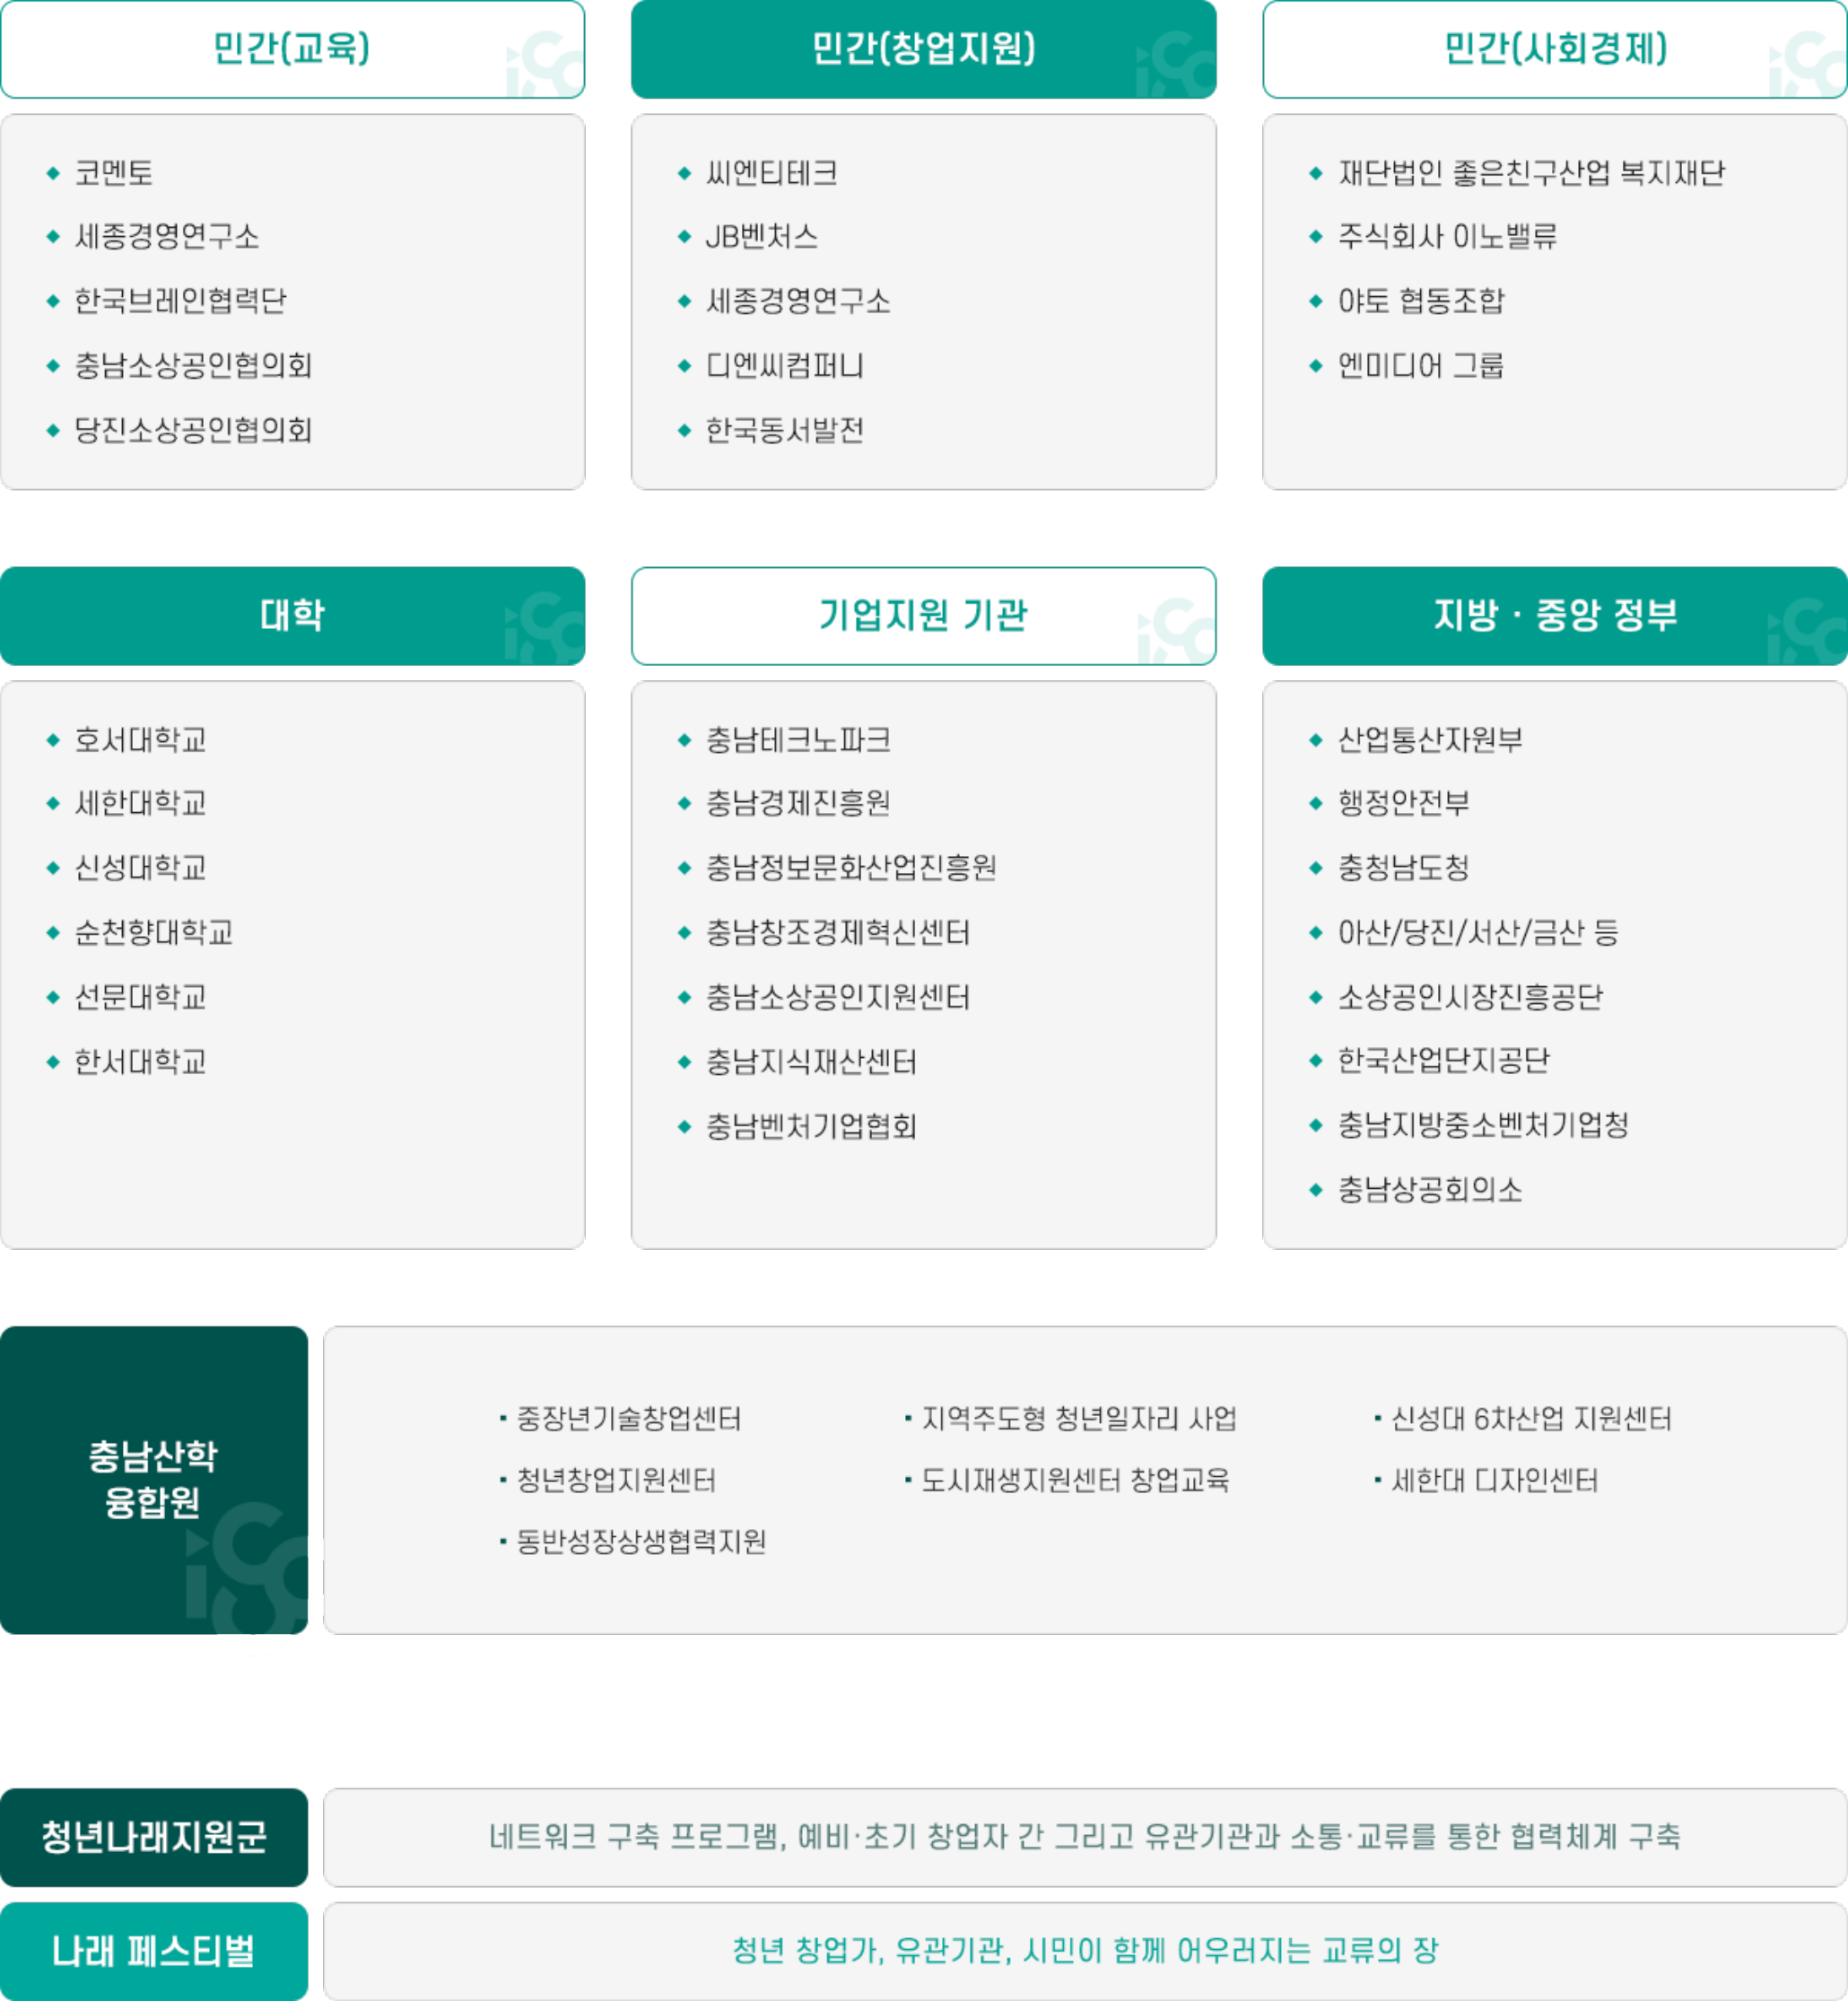 민간(교육)
코멘토
세종경영연구소
한국브레인협력단
충남소상공인협의회
당진소상공인협의회
민간(창업지원)
씨엔티테크
JB벤처스
세종경영연구소
디엔씨컴퍼니
한국동서발전
민간(사회경제)
재단법인 좋은친구산업 복지재단
주식회사 이노밸류
야토 협동조합
엔미디어 그룹
대학
호서대학교
세한대학교
신성대학교
순천향대학교
선문대학교
한서대학교
기업지원 기관
충남테크노파크
충남경제진흥원
충남정보문화산업진흥원
충남창조경제혁신센터
충남소상공인지원센터
충남지식재산센터
충남벤처기업협회
지방 · 중앙 정부
산업통산자원부
행정안전부
충청남도청
아산/당진/서산/금산 등
소상공인시장진흥공단
한국산업단지공단
충남지방중소벤처기업청
충남상공회의소
충남산학
융합원
중장년기술창업센터
청년창업지원센터
동반성장상생협력지원
지역주도형 청년일자리 사업
도시재생지원센터 창업교육
신성대 6차산업 지원센터
세한대 디자인센터
청년나래지원군
네트워크 구축 프로그램, 예비·초기 창업자 간 그리고 유관기관과 소통·교류를 통한 협력체계 구축
나래 페스티벌
청년 창업가, 유관기관, 시민이 함께 어우러지는 교류의 장